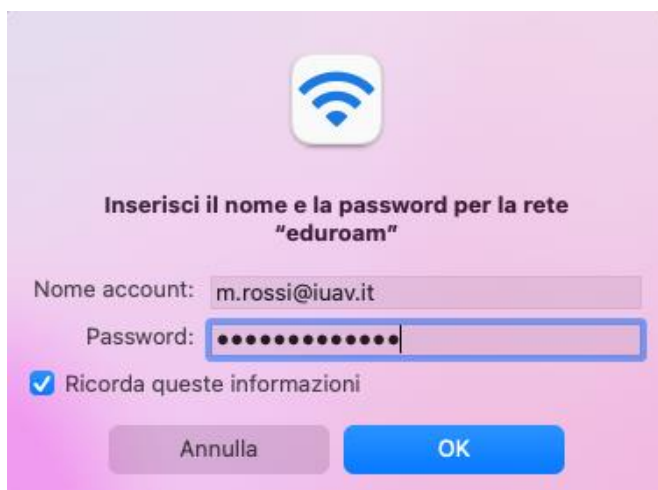 Inserisci il nome e la password per la rete
“eduroam”
Nome account: m.rossi@iuav.it
Password: •••••••••••••
Ricorda queste informazioni
Annulla OK